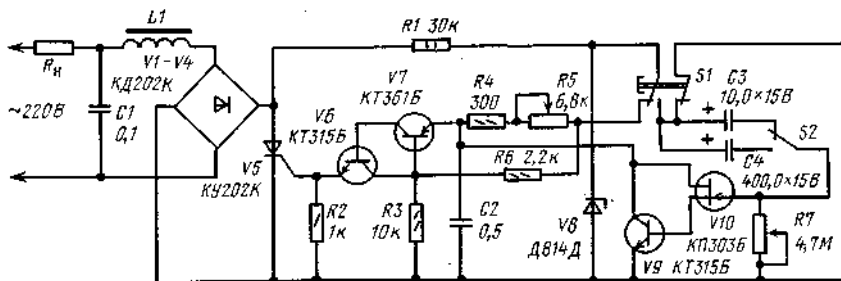 L1
V1-V4
КД202К
Rн
~220В
C1
0,1
V5
КУ202К
R1 30к
V6
КТ315Б
V7
КТ361Б
R2
1к
R3
10к
R4
300
R5
6,8к
R6 2,2к
C2
0,5
V8
Д814Д
S1
C3
10,0×15В
+
S2
+
C4
400,0×15В
V10
КП303Б
V9 КТ315Б
R7
4,7М